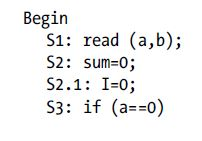 Begin
S1: read (a,b);
S2: sum=0;
S2.1: I=0;
S3: if (a==0)